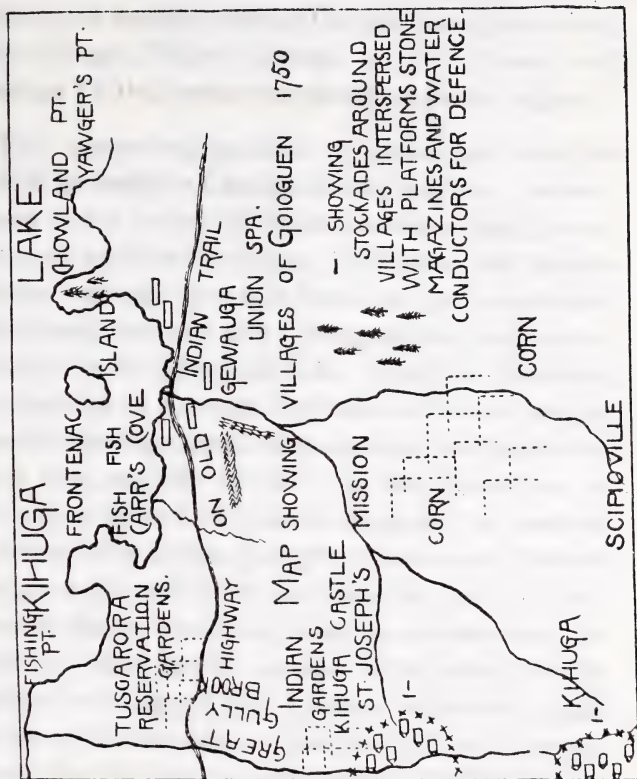 KIHUGA LAKE
FISHING PT.
FRONTENAC ISLAND
HOWLAND PT.
YAWGER'S PT.
FISH
FISH
CARR'S COVE
TUSGARORA
RESERVATION
GARDENS.
HIGHWAY ON OLD INDIAN TRAIL
GEWAUGA
UNION SPA.
GREAT GULLY BROOK
MAP SHOWING VILLAGES OF GOIOGUEN 1750
INDIAN
GARDENS
KIHUGA CASTLE
ST JOSEPH'S MISSION
I-
— SHOWING
STOCKADES AROUND
VILLAGES INTERSPERSED
WITH PLATFORMS STONE
MAGAZINES AND WATER
CONDUCTORS FOR DEFENCE.
CORN
CORN
KIHUGA
I-
SCIPIOVILLE